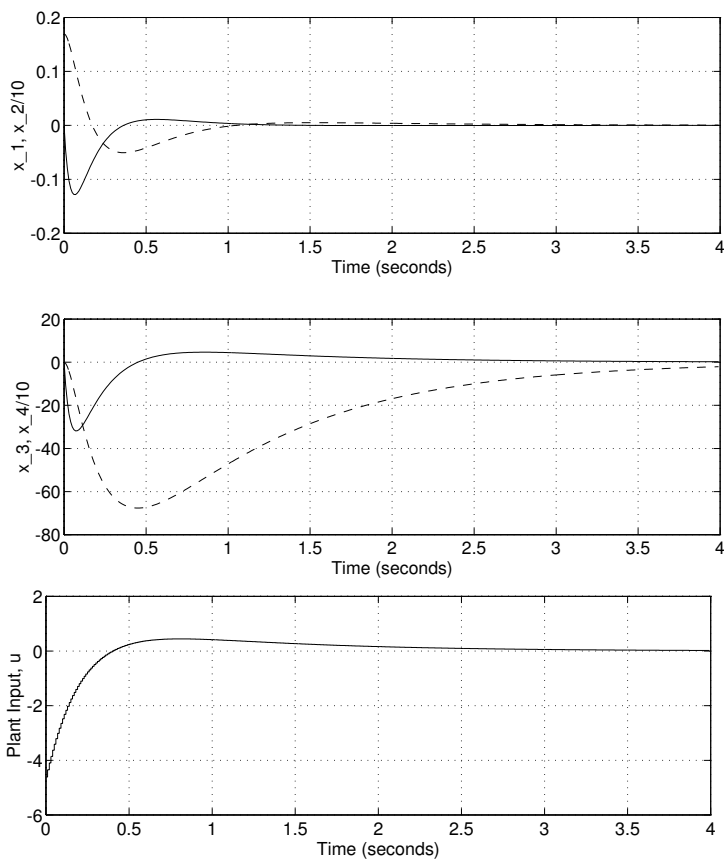 0.2
0.1
0
-0.1
-0.2
x_1, x_2/10
0 0.5 1 1.5 2 2.5 3 3.5 4
Time (seconds)
20
0
-20
-40
-60
-80
x_3, x_4/10
0 0.5 1 1.5 2 2.5 3 3.5 4
Time (seconds)
2
0
-2
-4
-6
Plant Input, u
0 0.5 1 1.5 2 2.5 3 3.5 4
Time (seconds)